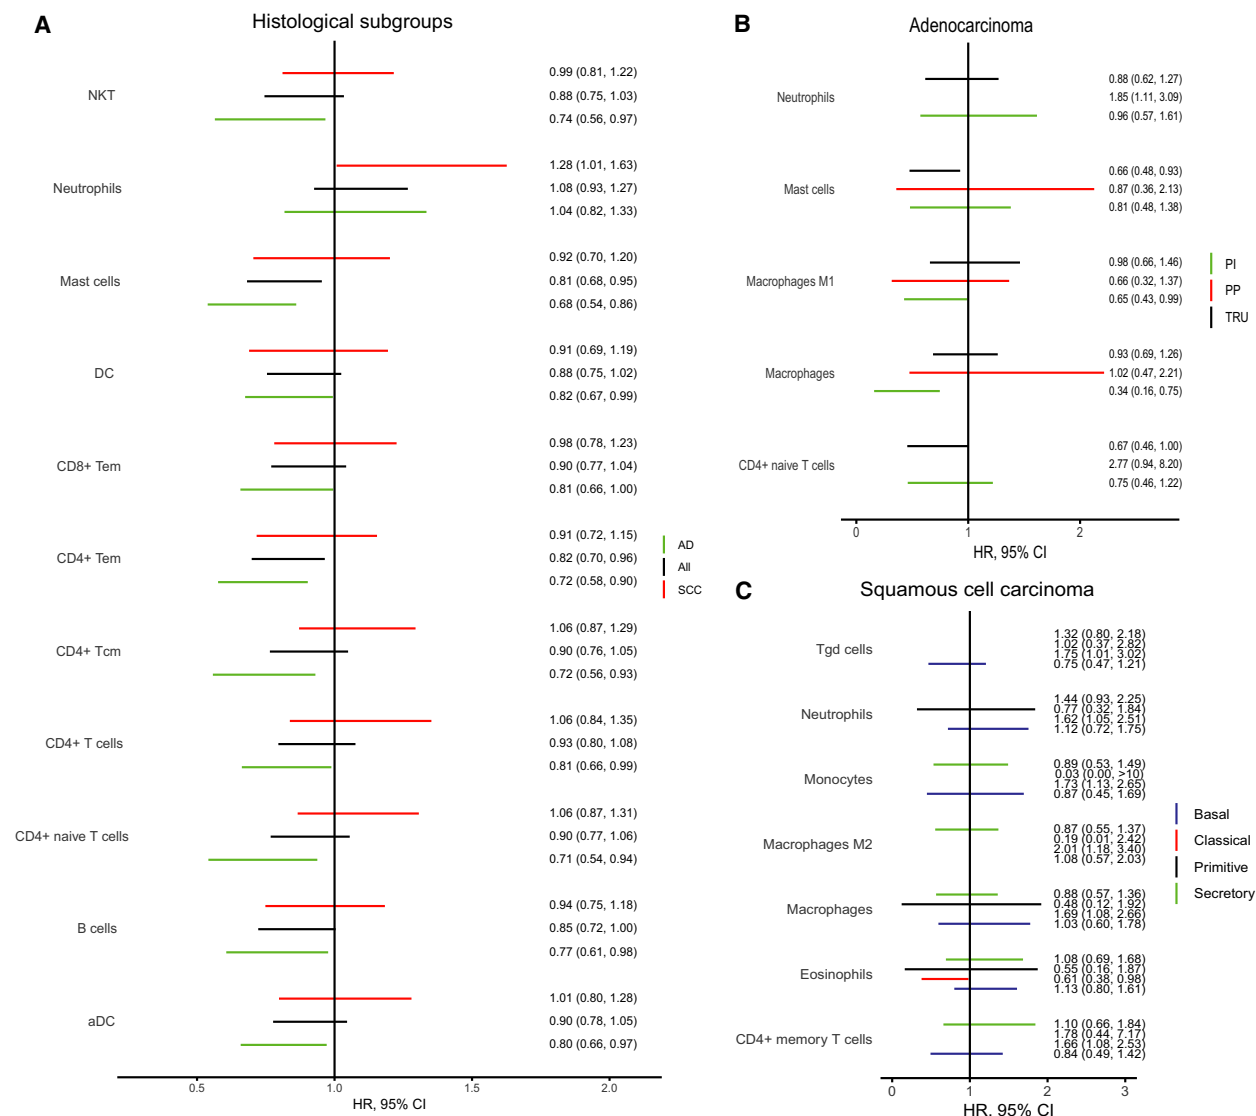 A
Histological subgroups
NKT
0.99 (0.81, 1.22)
0.88 (0.75, 1.03)
0.74 (0.56, 0.97)
Neutrophils
1.28 (1.01, 1.63)
1.08 (0.93, 1.27)
1.04 (0.82, 1.33)
Mast cells
0.92 (0.70, 1.20)
0.81 (0.68, 0.95)
0.68 (0.54, 0.86)
DC
0.91 (0.69, 1.19)
0.88 (0.75, 1.02)
0.82 (0.67, 0.99)
CD8+ Tem
0.98 (0.78, 1.23)
0.90 (0.77, 1.04)
0.81 (0.66, 1.00)
CD4+ Tem
0.91 (0.72, 1.15)
0.82 (0.70, 0.96)
0.72 (0.58, 0.90)
CD4+ Tcm
1.06 (0.87, 1.29)
0.90 (0.76, 1.05)
0.72 (0.56, 0.93)
CD4+ T cells
1.06 (0.84, 1.35)
0.93 (0.80, 1.08)
0.81 (0.66, 0.99)
CD4+ naive T cells
1.06 (0.87, 1.31)
0.90 (0.77, 1.06)
0.71 (0.54, 0.94)
B cells
0.94 (0.75, 1.18)
0.85 (0.72, 1.00)
0.77 (0.61, 0.98)
aDC
1.01 (0.80, 1.28)
0.90 (0.78, 1.05)
0.80 (0.66, 0.97)
0.5 1.0 1.5 2.0
HR, 95% CI
AD
All
SCC
B
Adenocarcinoma
Neutrophils
0.88 (0.62, 1.27)
1.85 (1.11, 3.09)
0.96 (0.57, 1.61)
Mast cells
0.66 (0.48, 0.93)
0.87 (0.36, 2.13)
0.81 (0.48, 1.38)
Macrophages M1
0.98 (0.66, 1.46)
0.66 (0.32, 1.37)
0.65 (0.43, 0.99)
Macrophages
0.93 (0.69, 1.26)
1.02 (0.47, 2.21)
0.34 (0.16, 0.75)
CD4+ naive T cells
0.67 (0.46, 1.00)
2.77 (0.94, 8.20)
0.75 (0.46, 1.22)
0 1 2
HR, 95% CI
PI
PP
TRU
C
Squamous cell carcinoma
Tgd cells
1.32 (0.80, 2.18)
1.02 (0.37, 2.82)
1.75 (1.01, 3.02)
0.75 (0.47, 1.21)
Neutrophils
1.44 (0.93, 2.25)
0.77 (0.32, 1.84)
1.62 (1.05, 2.51)
1.12 (0.72, 1.75)
Monocytes
0.89 (0.53, 1.49)
0.03 (0.00, >10)
1.73 (1.13, 2.65)
0.87 (0.45, 1.69)
Macrophages M2
0.87 (0.55, 1.37)
0.19 (0.01, 2.42)
2.01 (1.18, 3.40)
1.08 (0.57, 2.03)
Macrophages
0.88 (0.57, 1.36)
0.48 (0.12, 1.92)
1.69 (1.08, 2.66)
1.03 (0.60, 1.78)
Eosinophils
1.08 (0.69, 1.68)
0.55 (0.16, 1.87)
0.61 (0.38, 0.98)
1.13 (0.80, 1.61)
CD4+ memory T cells
1.10 (0.66, 1.84)
1.78 (0.44, 7.17)
1.66 (1.08, 2.53)
0.84 (0.49, 1.42)
0 1 2 3
HR, 95% CI
Basal
Classical
Primitive
Secretory